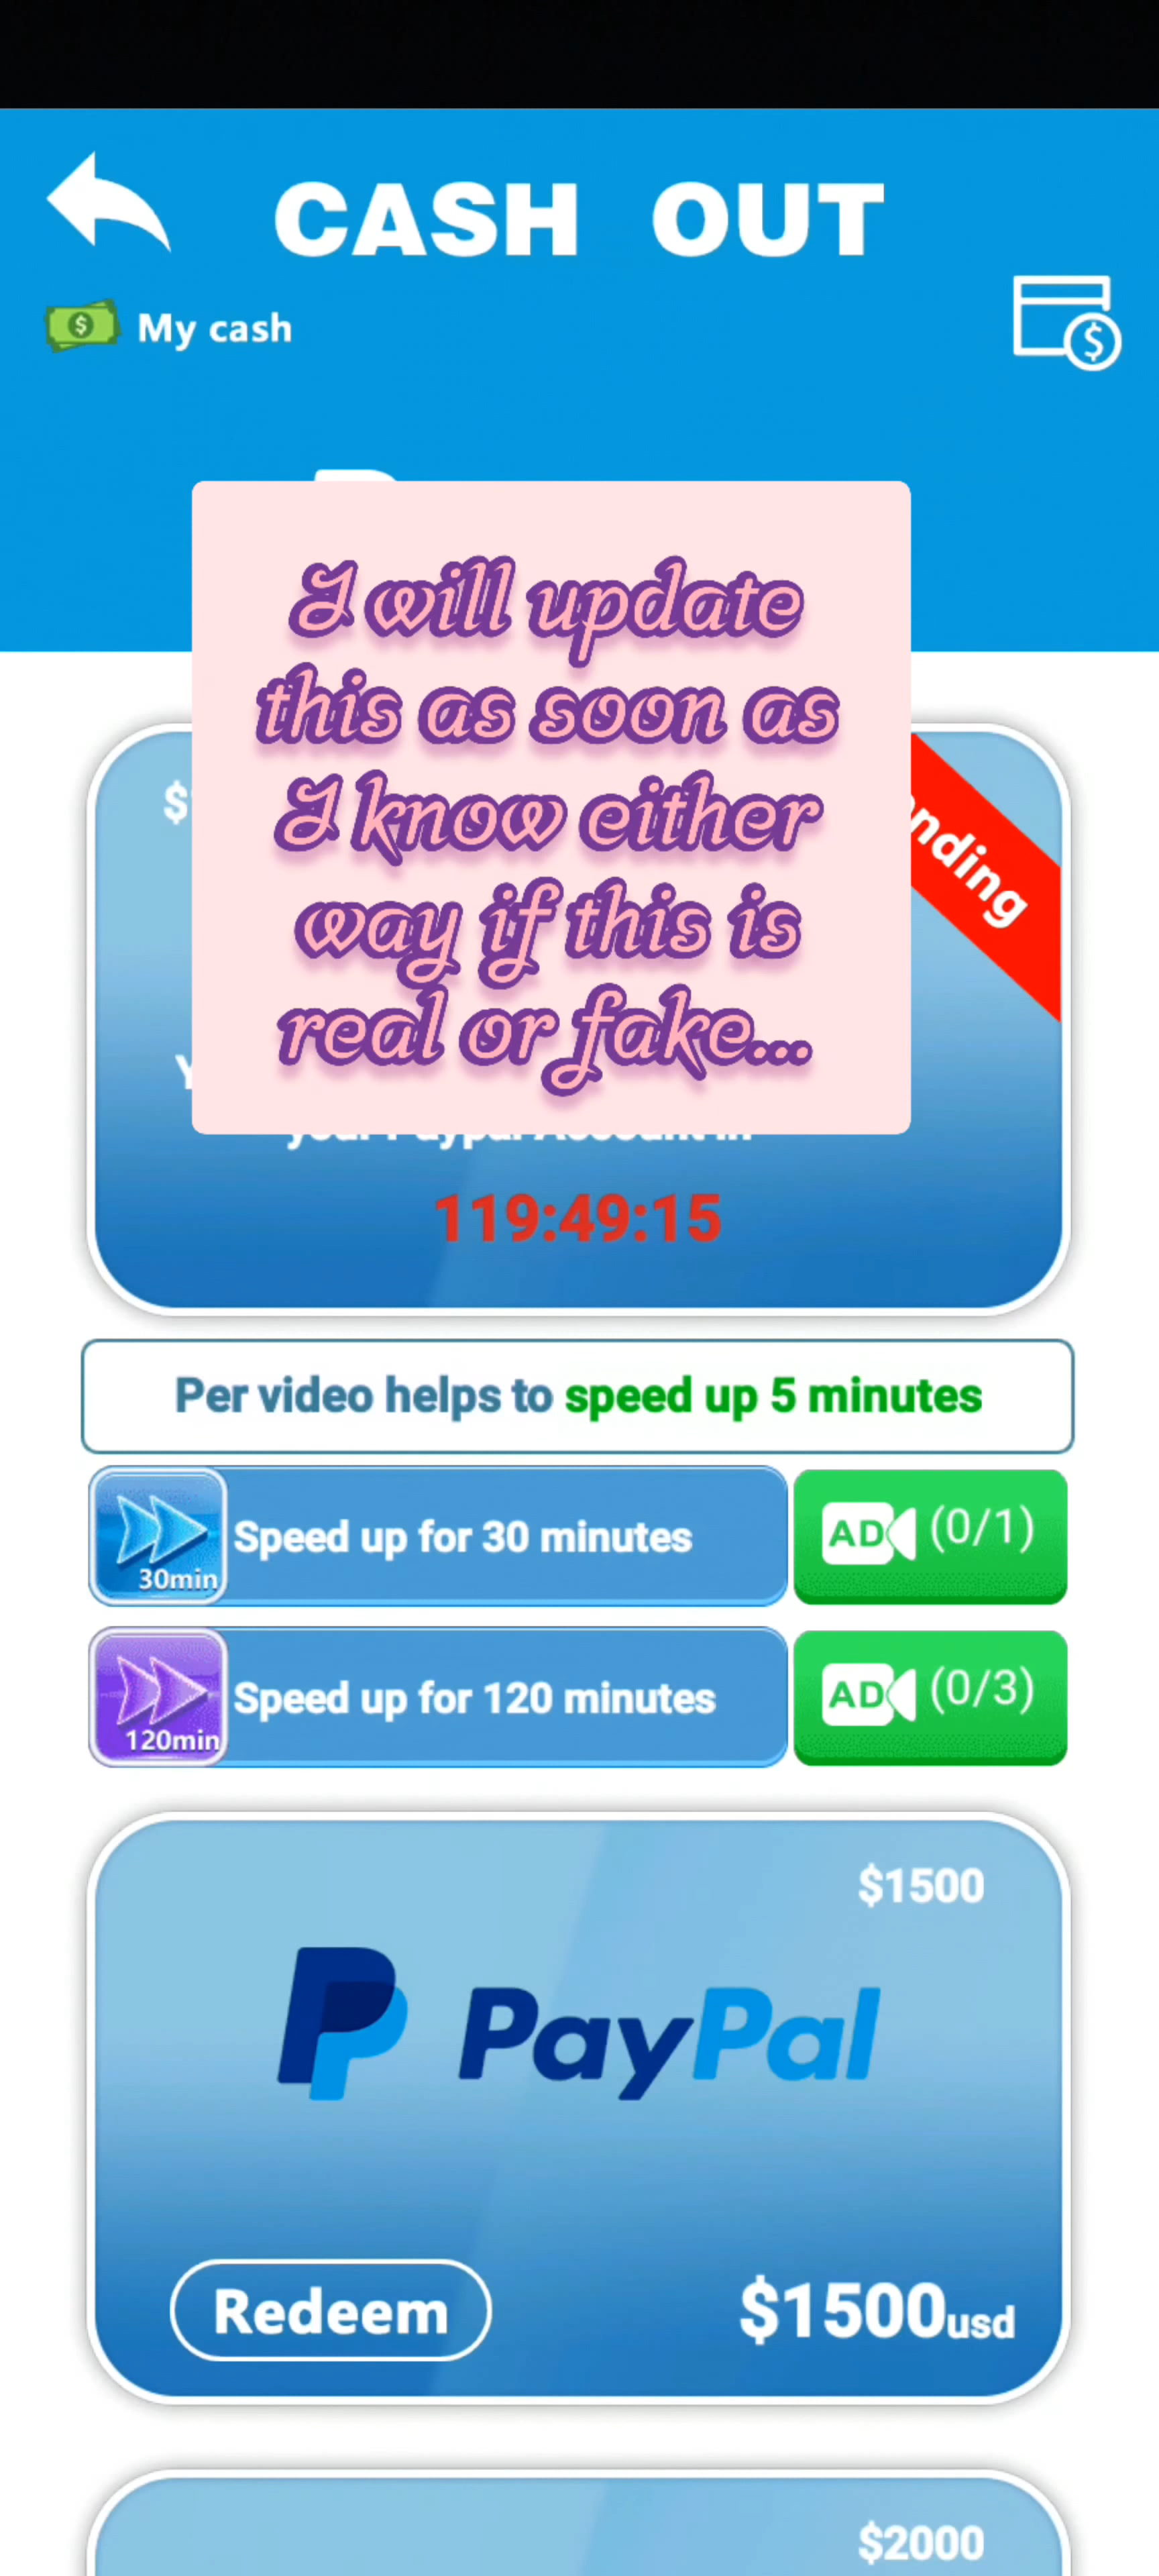 CASH OUT
My cash
I will update
this as soon as
I know either
way if this is
real or fake...
119:49:15
Per video helps to speed up 5 minutes
30min
Speed up for 30 minutes
AD (0/1)
120min
Speed up for 120 minutes
AD (0/3)
$1500
PayPal
Redeem
$1500usd
$2000